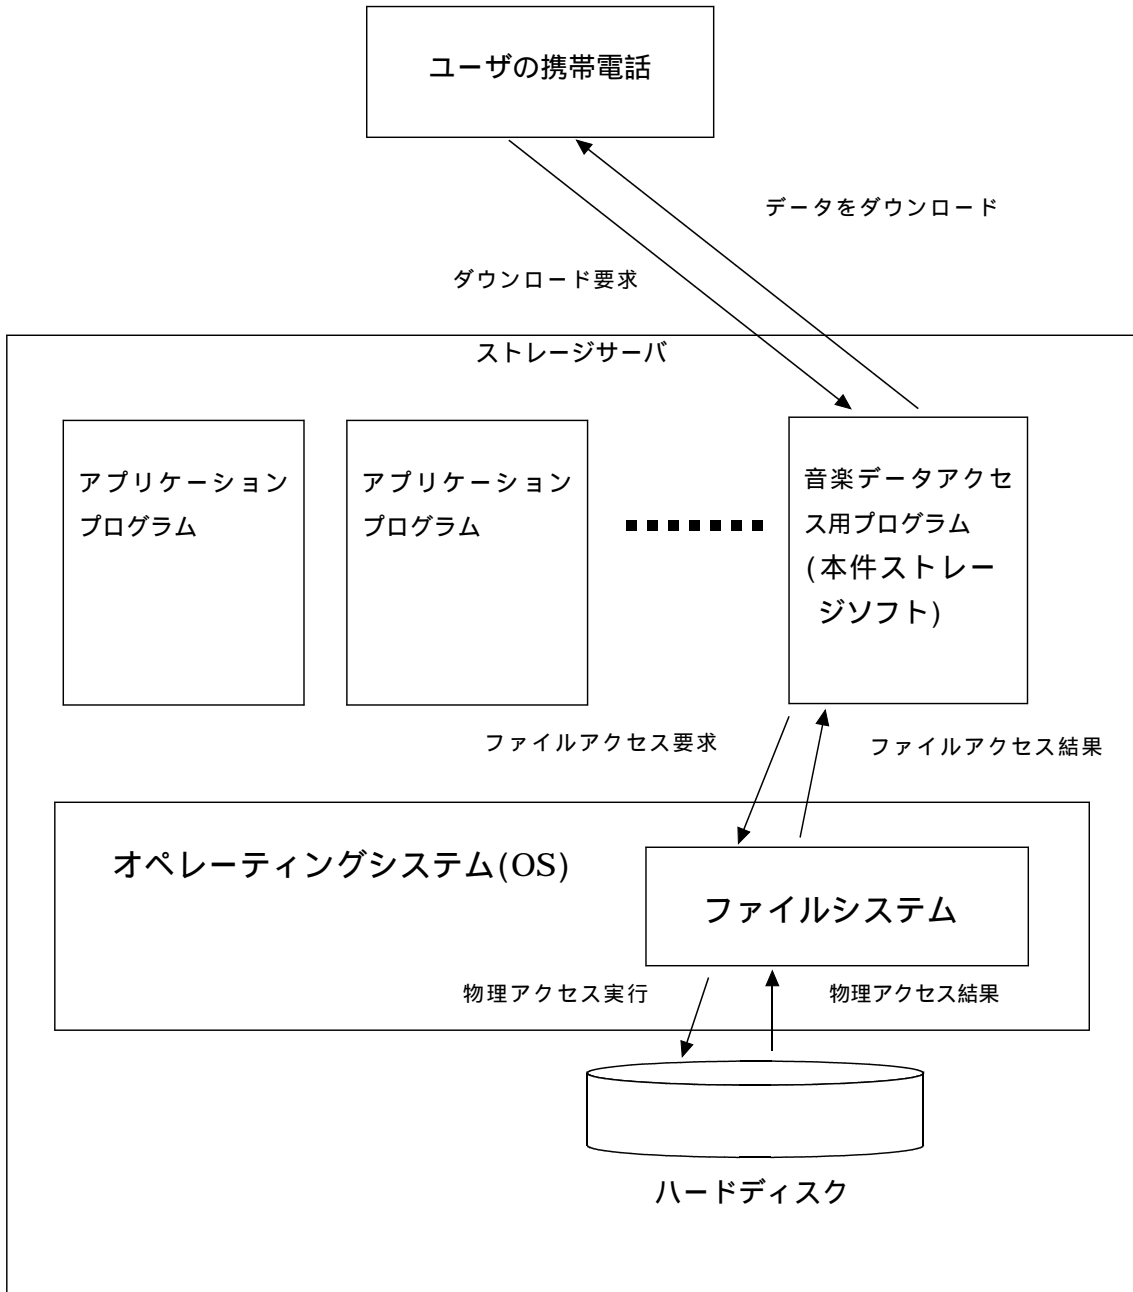 ユーザの携帯電話
データをダウンロード
ダウンロード要求
ストレージサーバ
アプリケーション
プログラム
アプリケーション
プログラム
音楽データアクセ
ス用プログラム
(本件ストレー
ジソフト)
ファイルアクセス要求
ファイルアクセス結果
オペレーティングシステム(OS)
ファイルシステム
物理アクセス実行
物理アクセス結果
ハードディスク